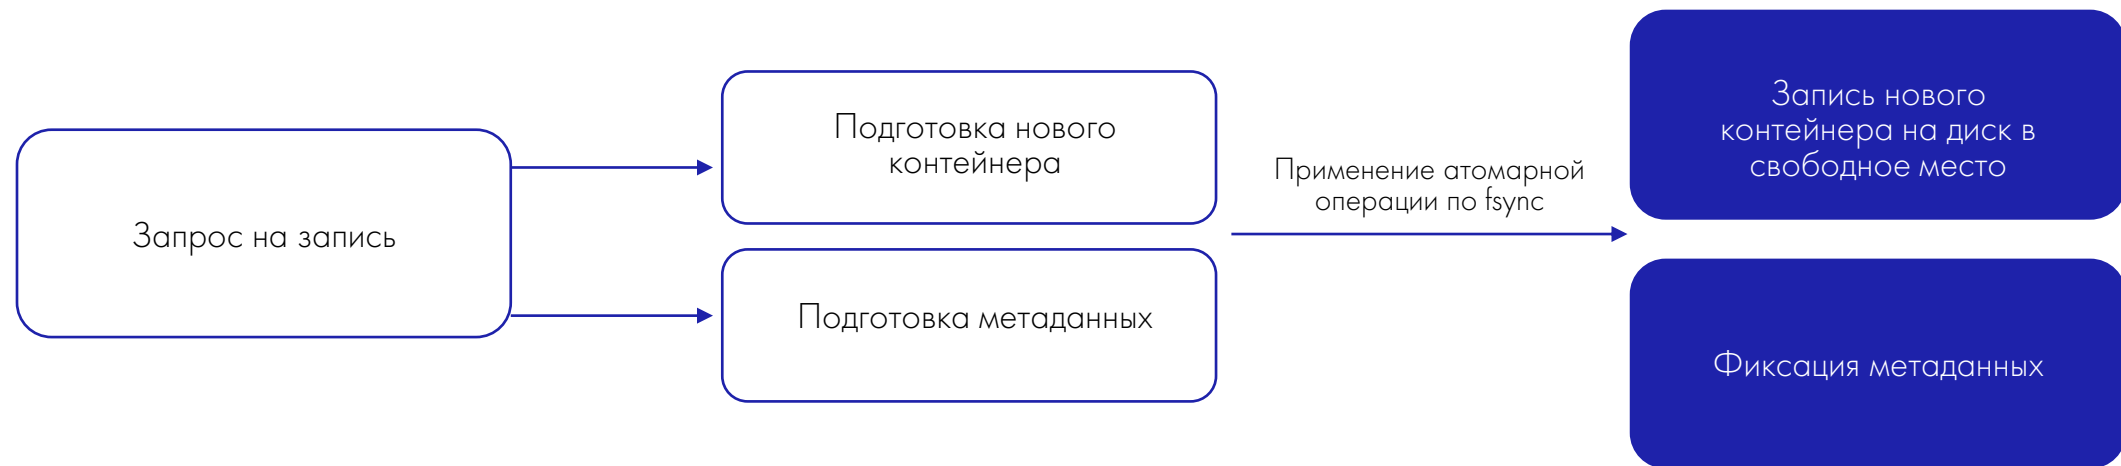 Запрос на запись
Подготовка нового
контейнера
Подготовка метаданных
Применение атомарной
операции по fsync
Запись нового
контейнера на диск в
свободное место
Фиксация метаданных